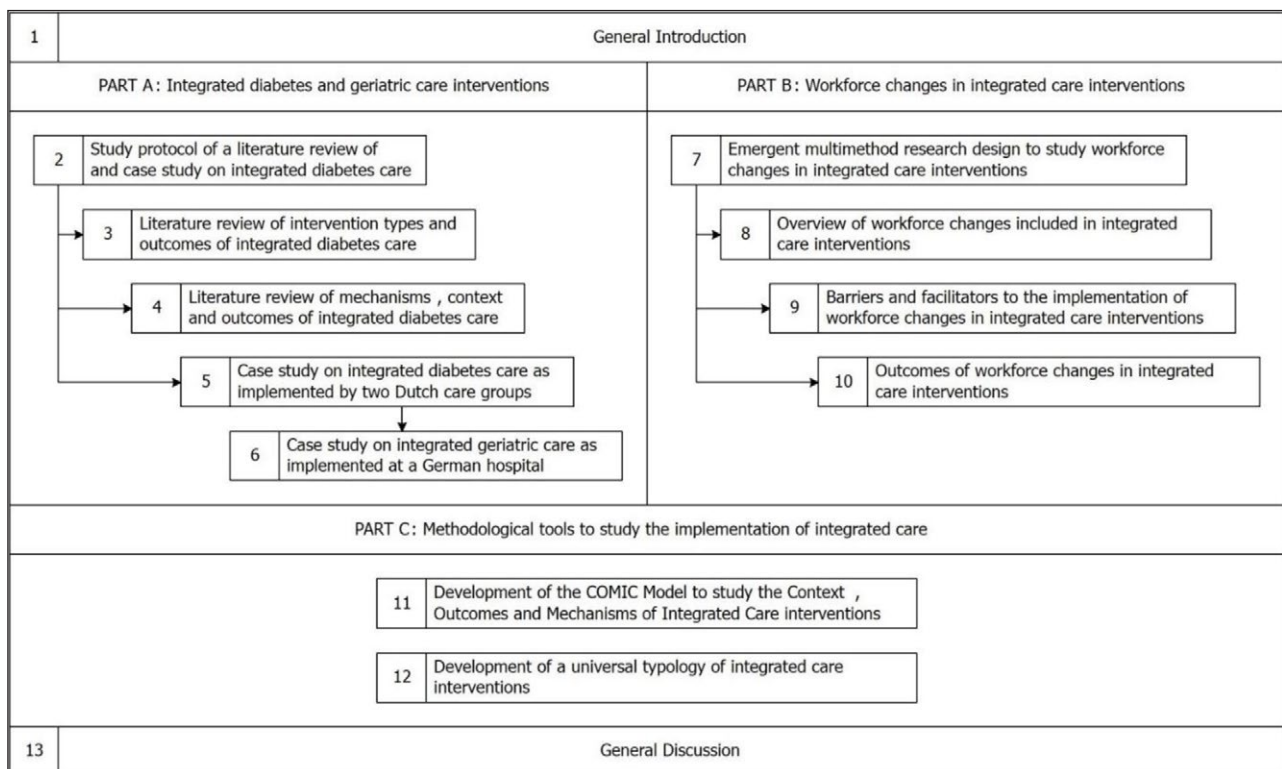 1
General Introduction
PART A: Integrated diabetes and geriatric care interventions
2
Study protocol of a literature review of
and case study on integrated diabetes care
3
Literature review of intervention types and
outcomes of integrated diabetes care
4
Literature review of mechanisms , context
and outcomes of integrated diabetes care
5
Case study on integrated diabetes care as
implemented by two Dutch care groups
6
Case study on integrated geriatric care as
implemented at a German hospital
PART B: Workforce changes in integrated care interventions
7
Emergent multimethod research design to study workforce
changes in integrated care interventions
8
Overview of workforce changes included in integrated
care interventions
9
Barriers and facilitators to the implementation of
workforce changes in integrated care interventions
10
Outcomes of workforce changes in integrated
care interventions
PART C: Methodological tools to study the implementation of integrated care
11
Development of the COMIC Model to study the Context ,
Outcomes and Mechanisms of Integrated Care interventions
12
Development of a universal typology of integrated care
interventions
13
General Discussion